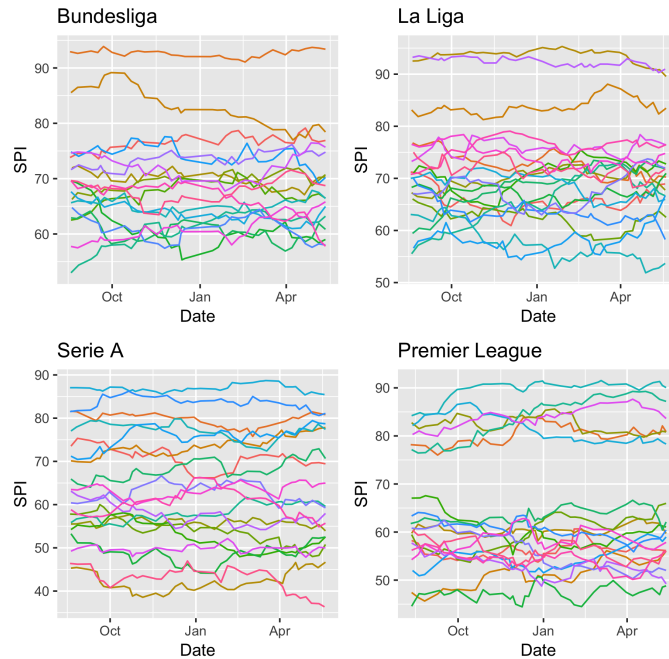 Bundesliga
90
80
70
60
SPI
Oct
Jan
Apr
Date
La Liga
90
80
70
60
50
SPI
Oct
Jan
Apr
Date
Serie A
90
80
70
60
50
40
SPI
Oct
Jan
Apr
Date
Premier League
90
80
70
60
50
SPI
Oct
Jan
Apr
Date